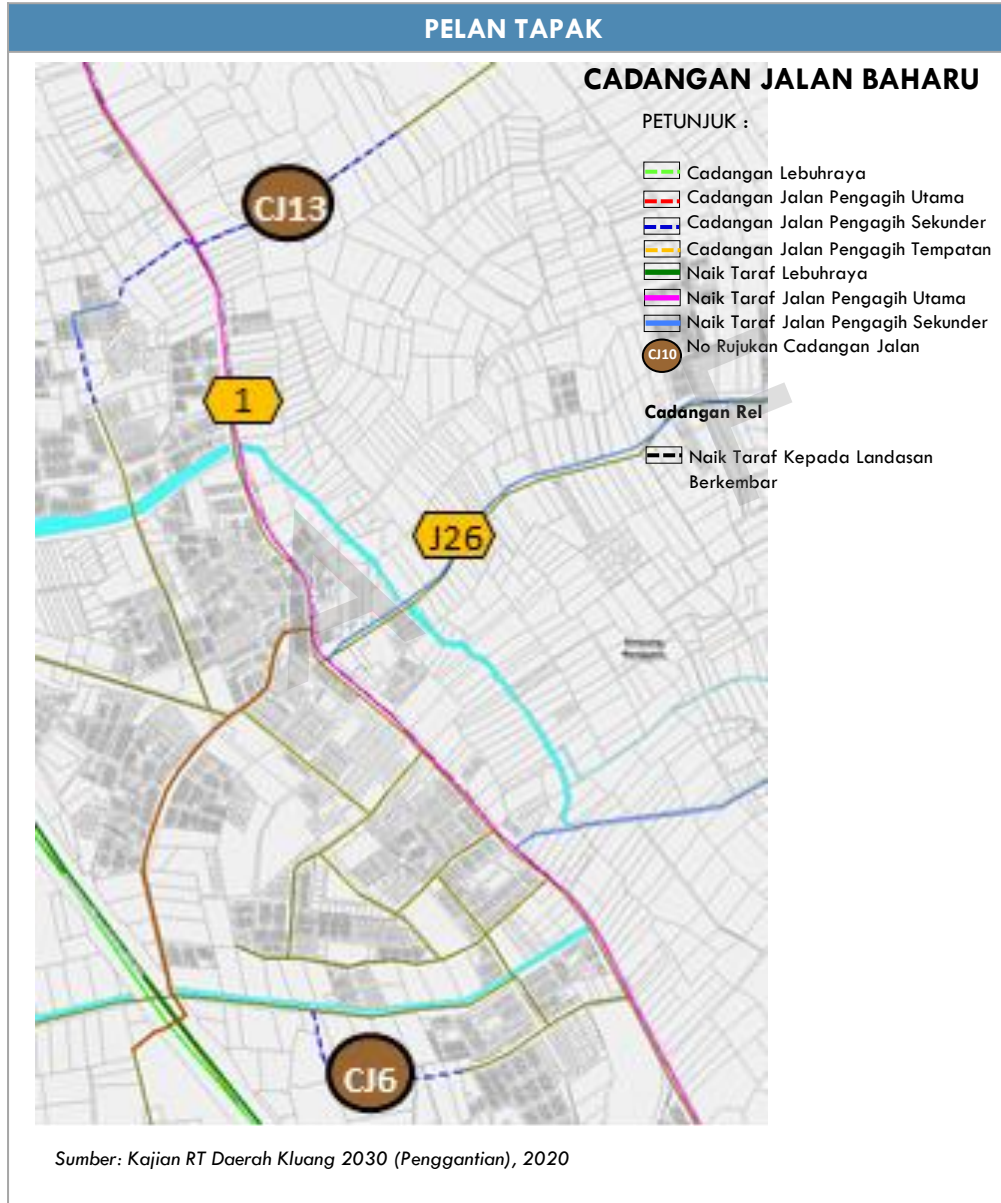 PELAN TAPAK
CADANGAN JALAN BAHARU
PETUNJUK :
Cadangan Lebuhraya
Cadangan Jalan Pengagih Utama
Cadangan Jalan Pengagih Sekunder
Cadangan Jalan Pengagih Tempatan
Naik Taraf Lebuhraya
Naik Taraf Jalan Pengagih Utama
Naik Taraf Jalan Pengagih Sekunder
CJ10 No Rujukan Cadangan Jalan
Cadangan Rel
Naik Taraf Kepada Landasan
Berkembar
CJ13
1
J26
CJ6
Sumber: Kajian RT Daerah Kluang 2030 (Penggantian), 2020